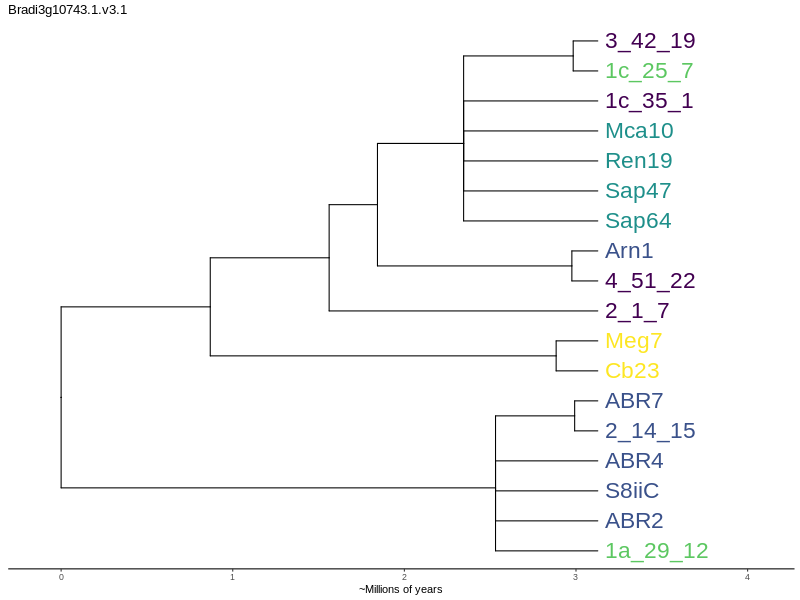 Bradi3g10743.1.v3.1
3_42_19
1c_25_7
1c_35_1
Mca10
Ren19
Sap47
Sap64
Arn1
4_51_22
2_1_7
Meg7
Cb23
ABR7
2_14_15
ABR4
S8iiC
ABR2
1a_29_12
0 1 2 3 4
~Millions of years